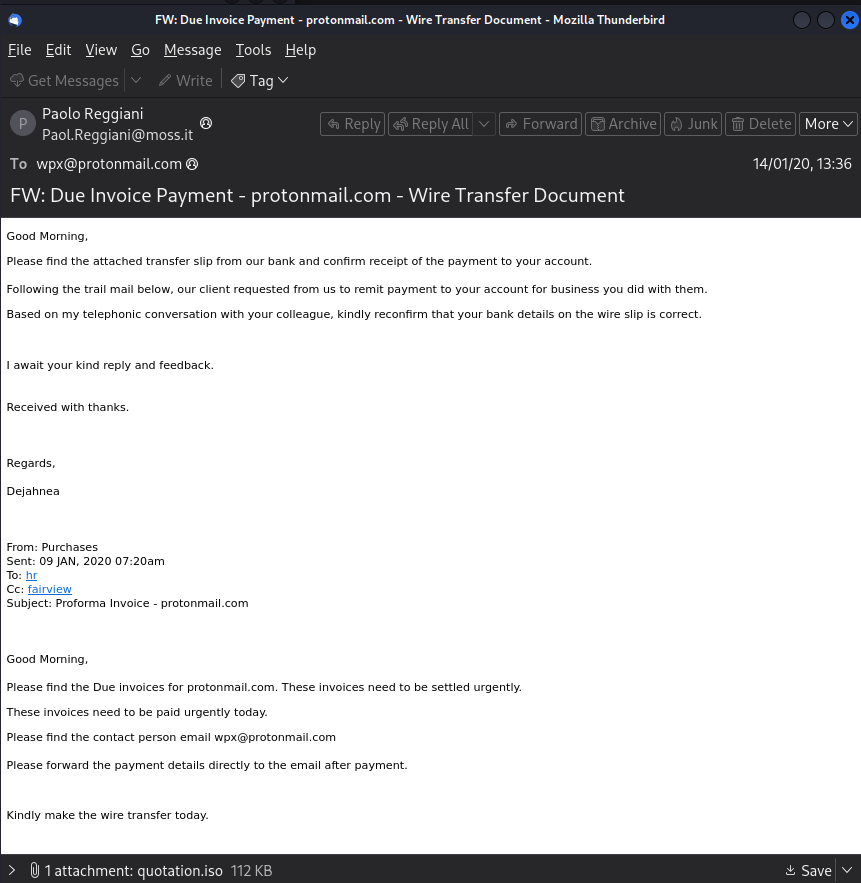 FW: Due Invoice Payment - protonmail.com - Wire Transfer Document - Mozilla Thunderbird
File Edit View Go Message Tools Help
Get Messages Write Tag
P Paolo Reggiani
Paol.Reggiani@moss.it
Reply Reply All Forward Archive Junk Delete More
To wpx@protonmail.com 14/01/20, 13:36
FW: Due Invoice Payment - protonmail.com - Wire Transfer Document
Good Morning,
Please find the attached transfer slip from our bank and confirm receipt of the payment to your account.
Following the trail mail below, our client requested from us to remit payment to your account for business you did with them.
Based on my telephonic conversation with your colleague, kindly reconfirm that your bank details on the wire slip is correct.
I await your kind reply and feedback.
Received with thanks.
Regards,
Dejahnea
From: Purchases
Sent: 09 JAN, 2020 07:20am
To: hr
Cc: fairview
Subject: Proforma Invoice - protonmail.com
Good Morning,
Please find the Due invoices for protonmail.com. These invoices need to be settled urgently.
These invoices need to be paid urgently today.
Please find the contact person email wpx@protonmail.com
Please forward the payment details directly to the email after payment.
Kindly make the wire transfer today.
1 attachment: quotation.iso 112 KB Save